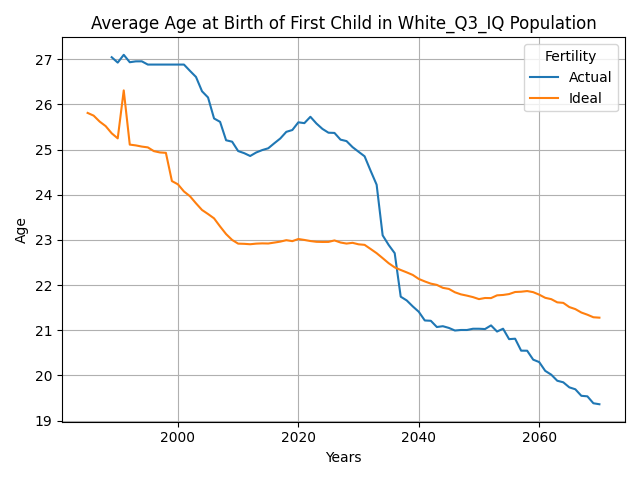 Average Age at Birth of First Child in White_Q3_IQ Population
Fertility
Actual
Ideal
Age
27
26
25
24
23
22
21
20
19
2000
2020
2040
2060
Years